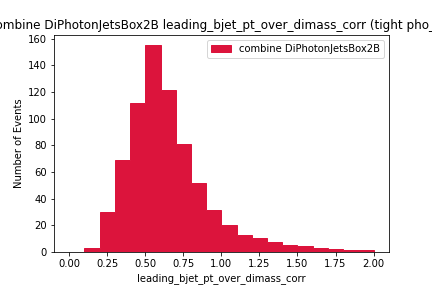 ombine DiPhotonJetsBox2B leading_bjet_pt_over_dimass_corr (tight pho_
combine DiPhotonJetsBox2B
Number of Events
160
140
120
100
80
60
40
20
0
0.00 0.25 0.50 0.75 1.00 1.25 1.50 1.75 2.00
leading_bjet_pt_over_dimass_corr